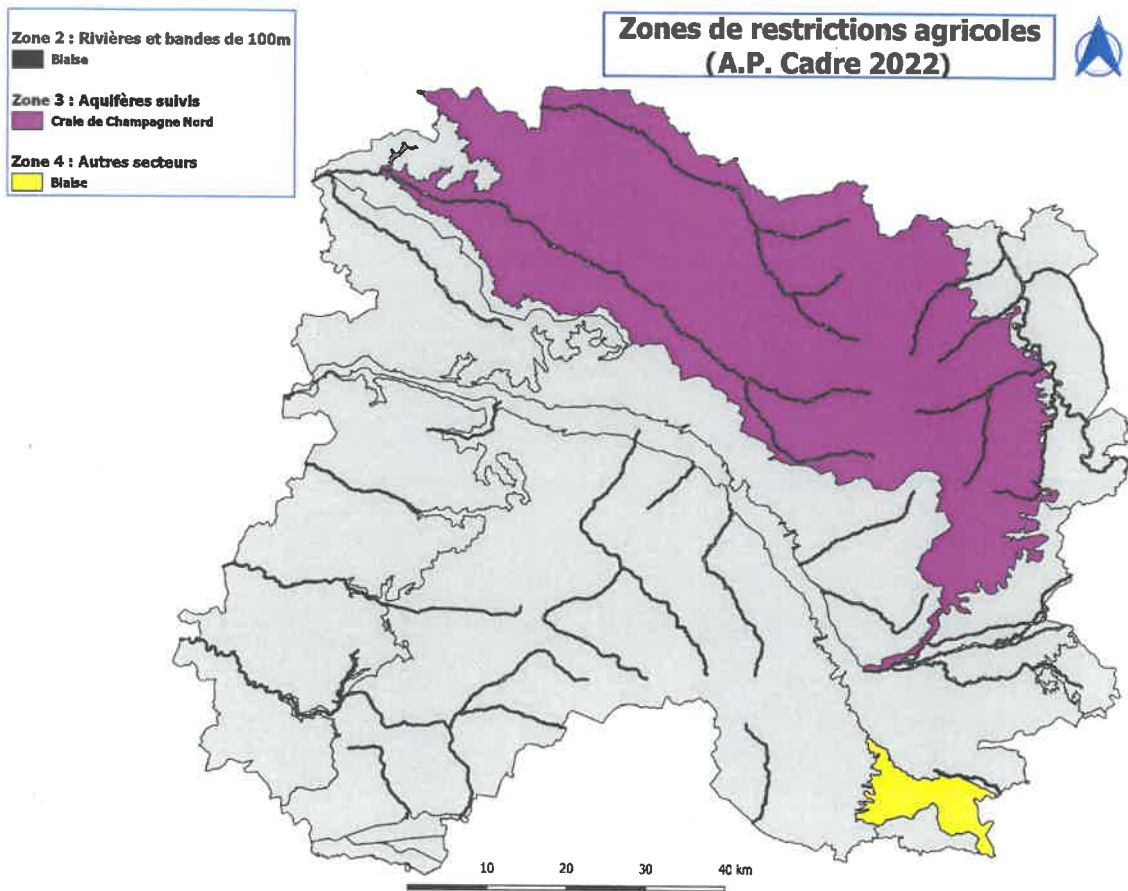 Zone 2 : Rivières et bandes de 100m
Blaise
Zone 3 : Aquifères suivis
Craie de Champagne Nord
Zone 4 : Autres secteurs
Blaise
Zones de restrictions agricoles
(A.P. Cadre 2022)
0 10 20 30 40 km